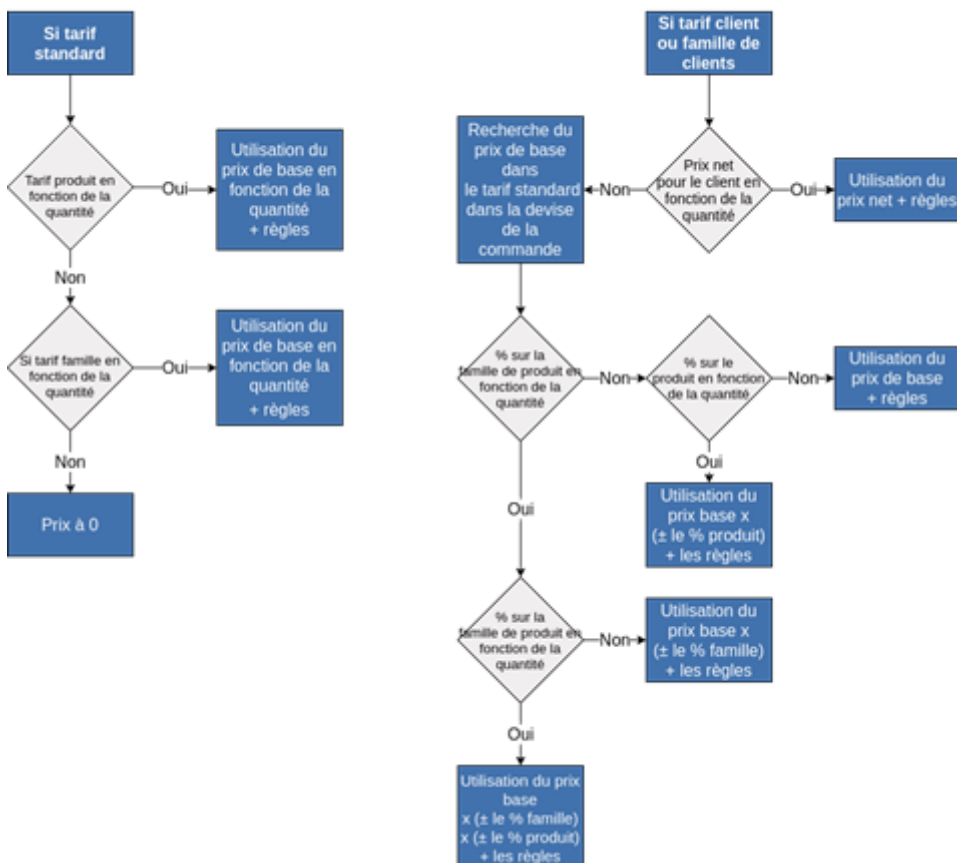 Si tarif
standard
Tarif produit en
fonction de la
quantité
Oui
Utilisation du
prix de base en
fonction de la
quantité
+ règles
Non
Si tarif famille en
fonction de la
quantité
Oui
Utilisation du
prix de base en
fonction de la
quantité
+ règles
Non
Prix à 0
Si tarif client
ou famille de
clients
Prix net
pour le client en
fonction de la
quantité
Oui
Utilisation du
prix net + règles
Non
Recherche du
prix de base
dans
le tarif standard
dans la devise
de la
commande
% sur la
famille de produit en
fonction de la
quantité
Non
% sur le
produit en fonction
de la quantité
Non
Utilisation du
prix de base
+ règles
Oui
Utilisation du
prix base x
(± le % produit)
+ les règles
Oui
% sur la
famille de produit en
fonction de la
quantité
Non
Utilisation du
prix base x
(± le % famille)
+ les règles
Oui
Utilisation du prix
base
x (± le % famille)
x (± le % produit)
+ les règles